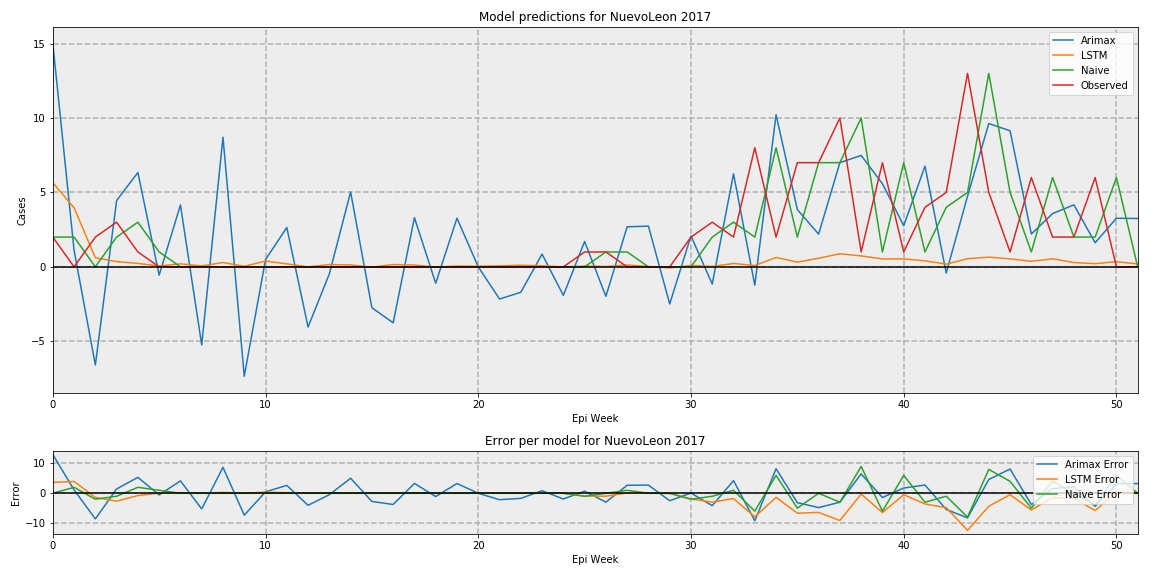 Model predictions for NuevoLeon 2017
Arimax
LSTM
Naive
Observed
15
10
5
0
−5
Cases
0 10 20 30 40 50
Epi Week
Error per model for NuevoLeon 2017
Arimax Error
LSTM Error
Naive Error
10
0
−10
Error
0 10 20 30 40 50
Epi Week